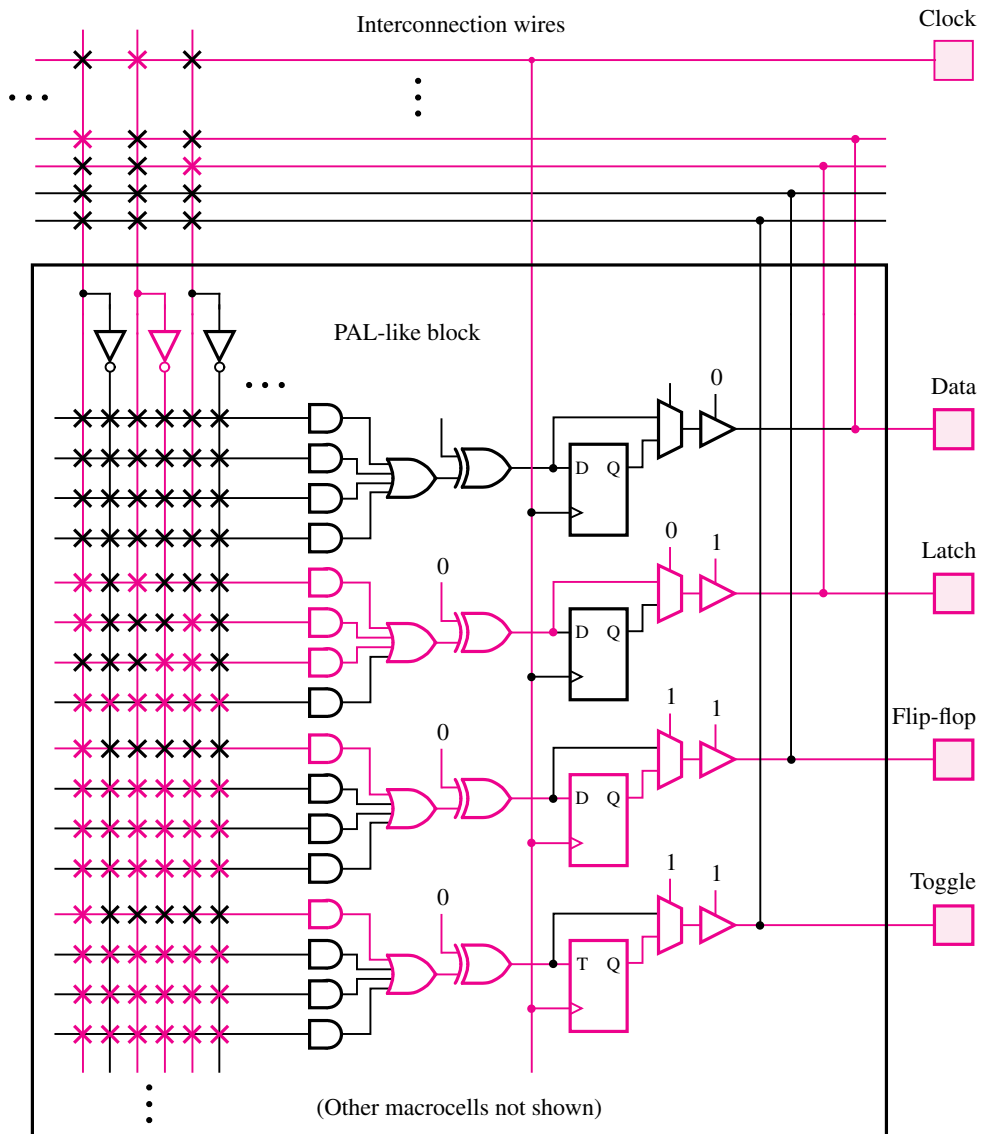 Interconnection wires
Clock
PAL-like block
0
Data
D Q
0
0
1
Latch
D Q
0
1
1
Flip-flop
D Q
0
1
1
Toggle
T Q
(Other macrocells not shown)